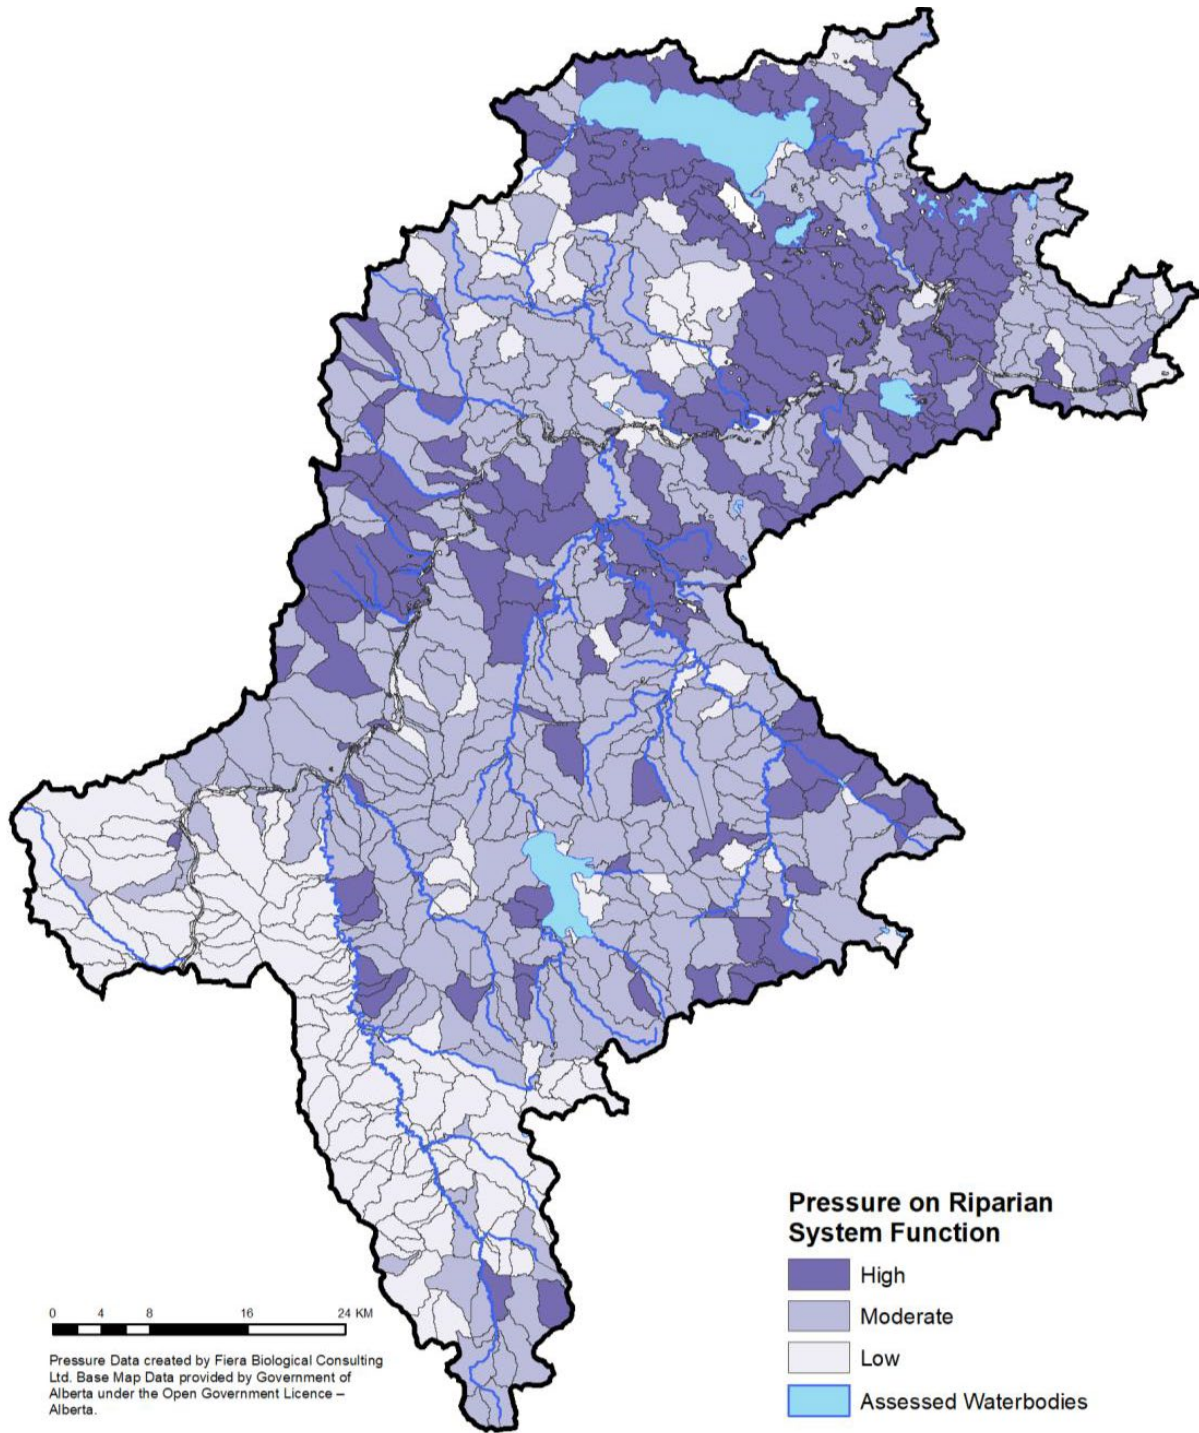 Pressure on Riparian
System Function
High
Moderate
Low
Assessed Waterbodies
0 4 8 16 24 KM
Pressure Data created by Fiera Biological Consulting
Ltd. Base Map Data provided by Government of
Alberta under the Open Government Licence –
Alberta.